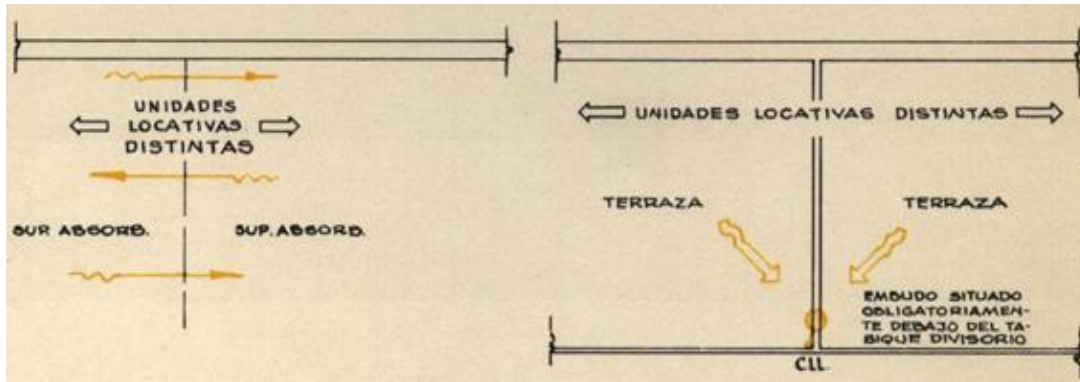 UNIDADES
LOCATIVAS
DISTINTAS
SUP. ABSORB.
SUP. ABSORB.
UNIDADES LOCATIVAS DISTINTAS
TERRAZA
TERRAZA
EMBUDO SITUADO
OBLIGATORIAMEN-
TE DEBAJO DEL TA-
BIQUE DIVISORIO
C.LL.